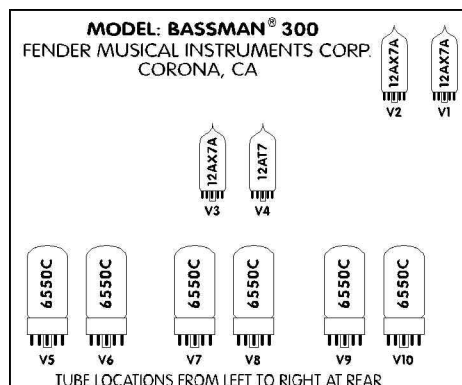 MODEL: BASSMAN® 300
FENDER MUSICAL INSTRUMENTS CORP.
CORONA, CA
12AX7A 12AX7A
V2 V1
12AX7A 12AT7
V3 V4
6550C 6550C 6550C 6550C 6550C 6550C
V5 V6 V7 V8 V9 V10
TUBE LOCATIONS FROM LEFT TO RIGHT AT REAR